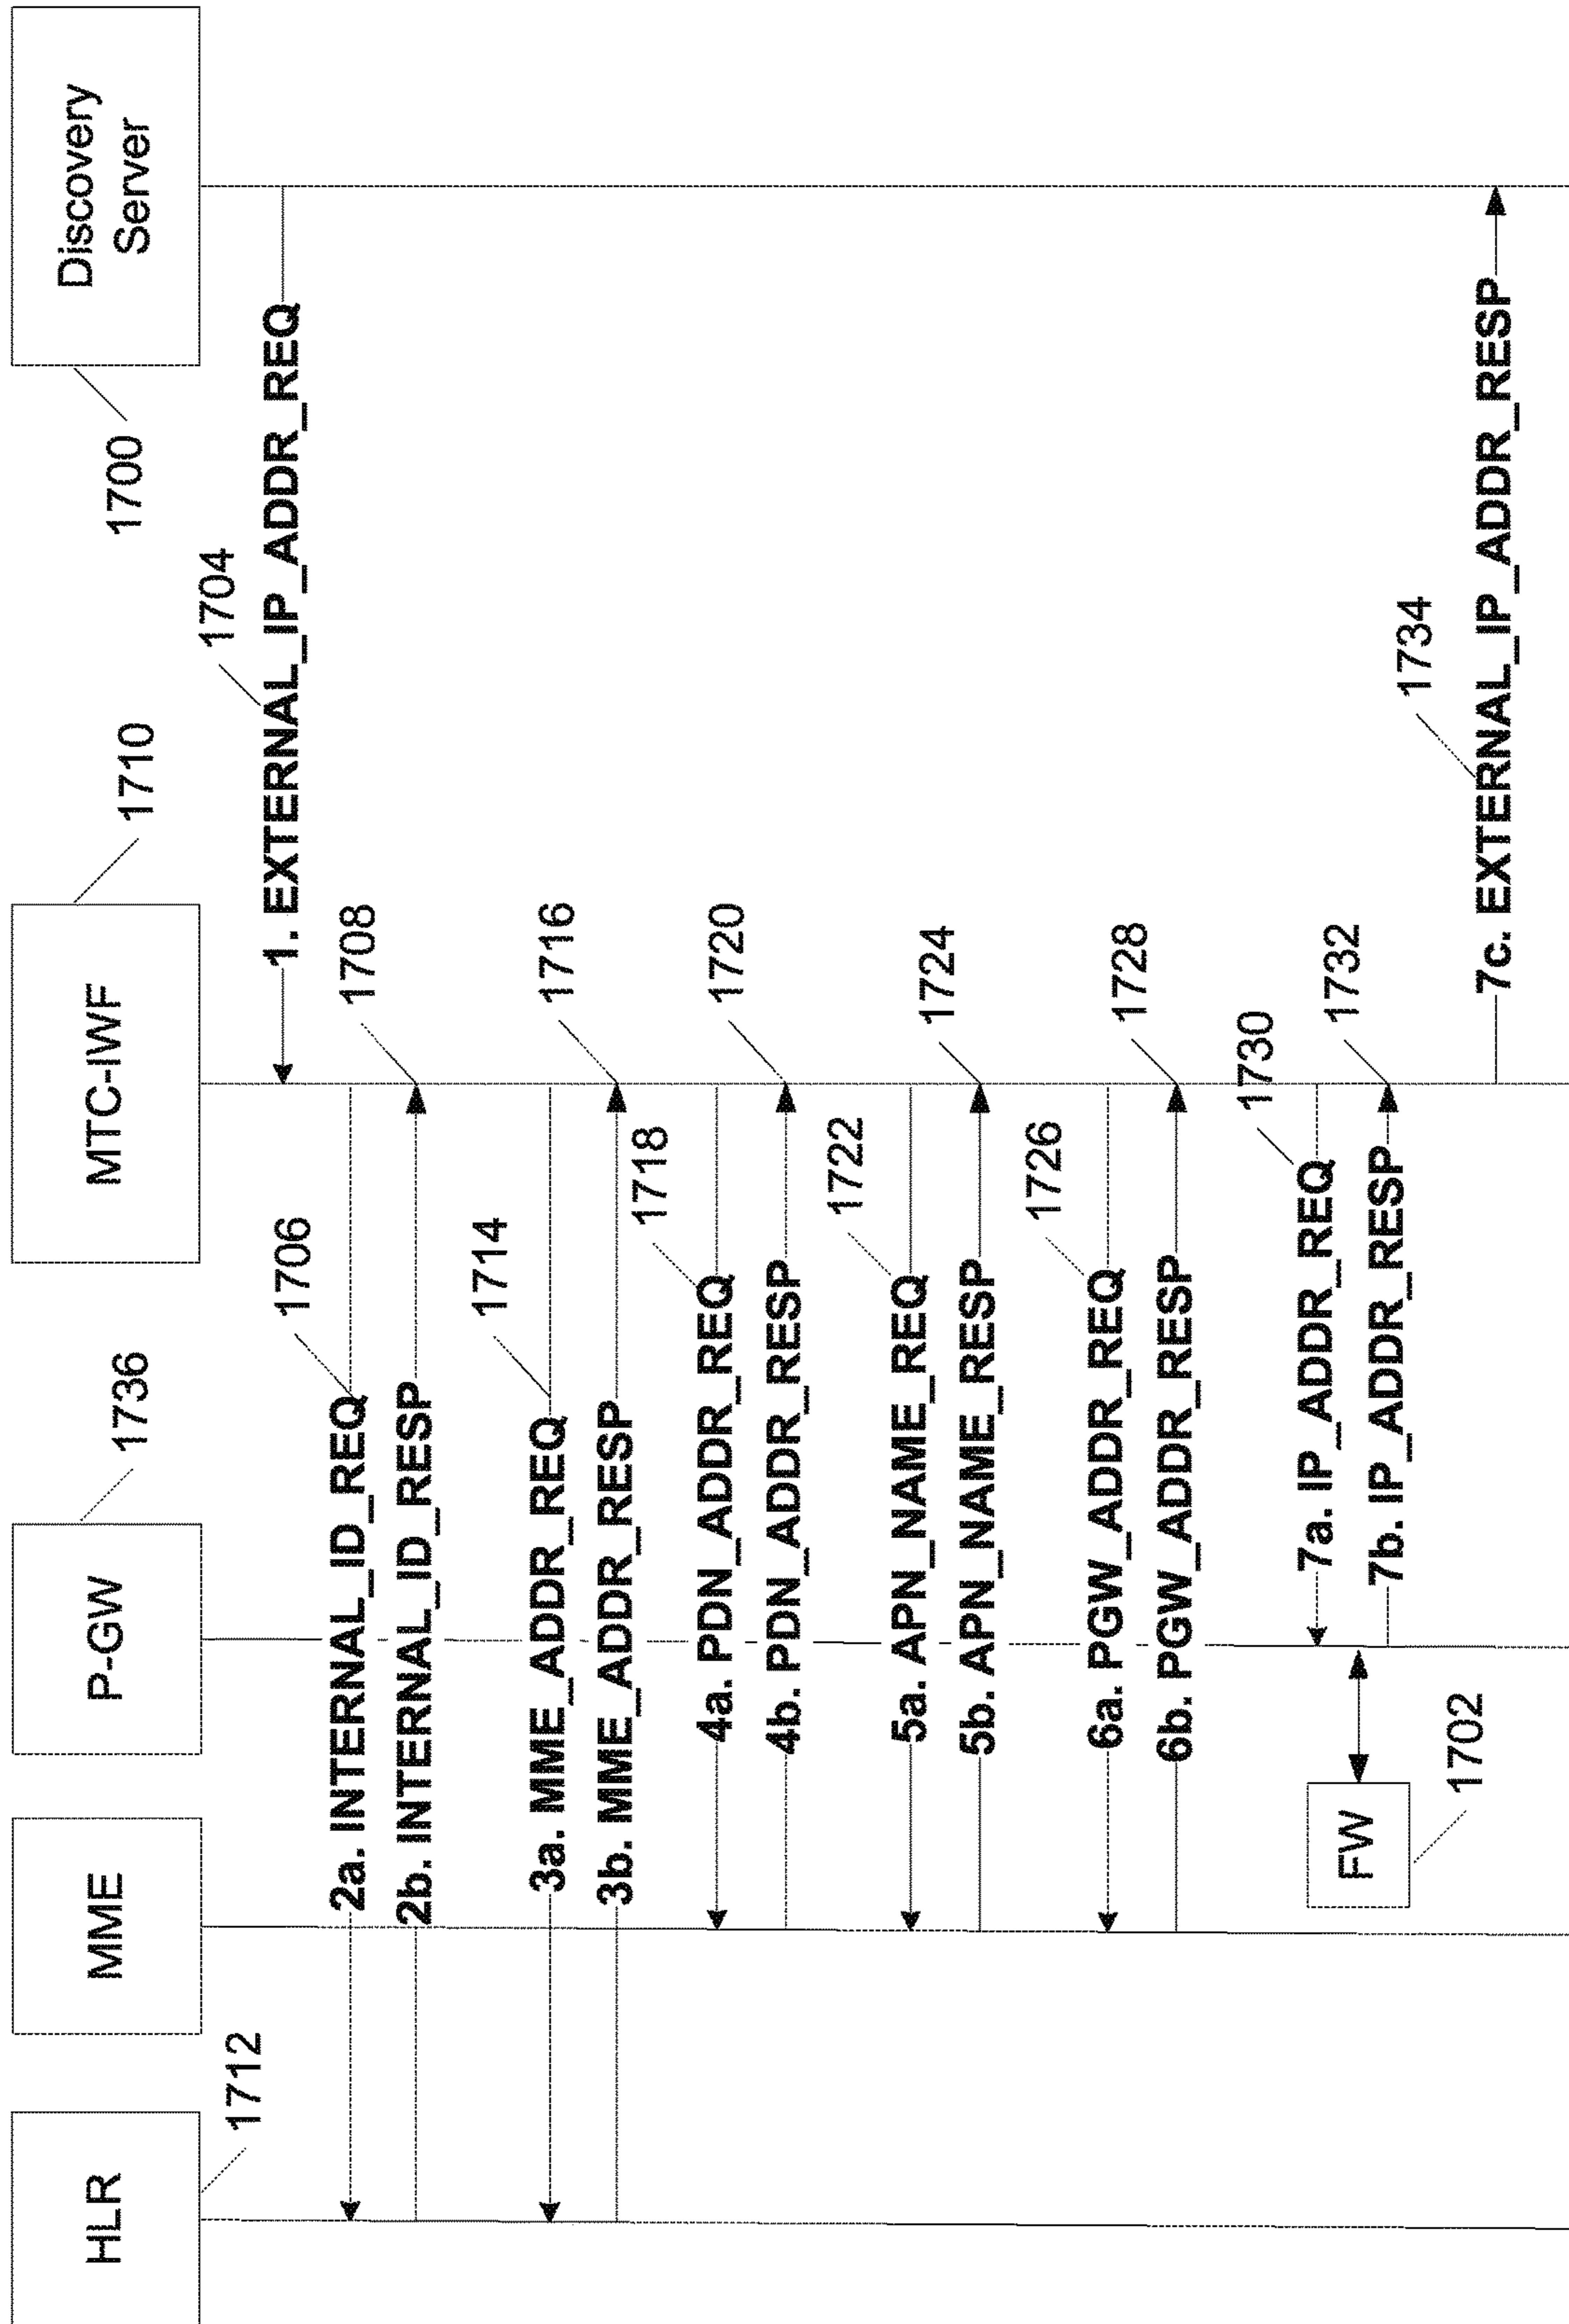 HLR
MME
P-GW
MTC-IWF
Discovery
Server
1712
1736
1710
1700
1704
1. EXTERNAL_IP_ADDR_REQ
1706
2a. INTERNAL_ID_REQ
1708
2b. INTERNAL_ID_RESP
1714
3a. MME_ADDR_REQ
1716
3b. MME_ADDR_RESP
1718
4a. PDN_ADDR_REQ
1720
4b. PDN_ADDR_RESP
1722
5a. APN_NAME_REQ
1724
5b. APN_NAME_RESP
1726
6a. PGW_ADDR_REQ
1728
6b. PGW_ADDR_RESP
1730
7a. IP_ADDR_REQ
1732
7b. IP_ADDR_RESP
FW
1702
1734
7c. EXTERNAL_IP_ADDR_RESP